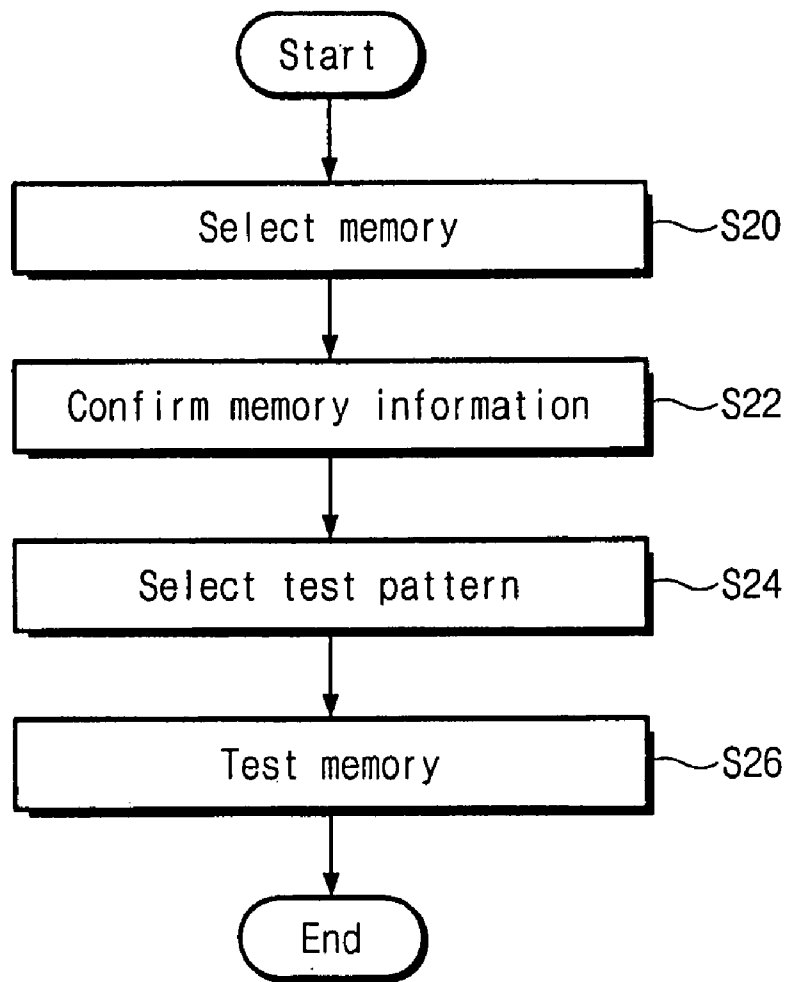 Start
Select memory
S20
Confirm memory information
S22
Select test pattern
S24
Test memory
S26
End